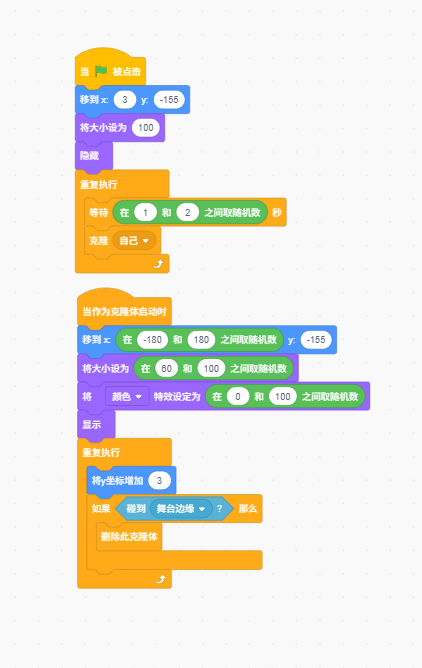 当 被点击
移到 x: 3 y: -155
将大小设为 100
隐藏
重复执行
等待 在 1 和 2 之间取随机数 秒
克隆 自己
当作为克隆体启动时
移到 x: 在 -180 和 180 之间取随机数 y: -155
将大小设为 在 60 和 100 之间取随机数
将 颜色 特效设定为 在 0 和 100 之间取随机数
显示
重复执行
将y坐标增加 3
如果 碰到 舞台边缘 ? 那么
删除此克隆体